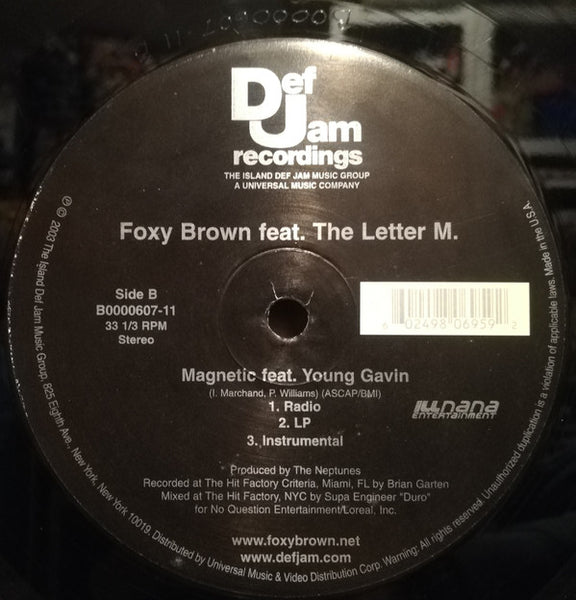 Def
Jam
recordings
THE ISLAND DEF JAM MUSIC GROUP
A UNIVERSAL MUSIC COMPANY
Foxy Brown feat. The Letter M.
Side B
B0000607-11
33 1/3 RPM
Stereo
6 02498 06959 2
Magnetic feat. Young Gavin
(I. Marchand, P. Williams) (ASCAP/BMI)
1. Radio
2. LP
3. Instrumental
illnana
ENTERTAINMENT
Produced by The Neptunes
Recorded at The Hit Factory Criteria, Miami, FL by Brian Garten
Mixed at The Hit Factory, NYC by Supa Engineer "Duro"
for No Question Entertainment/Loreal, Inc.
www.foxybrown.net
www.defjam.com
℗ © 2003 The Island Def Jam Music Group, 825 Eighth Ave., New York, New York 10019. Distributed by Universal Music & Video Distribution Corp. Warning: All rights reserved. Unauthorized duplication is a violation of applicable laws. Made in the U.S.A.